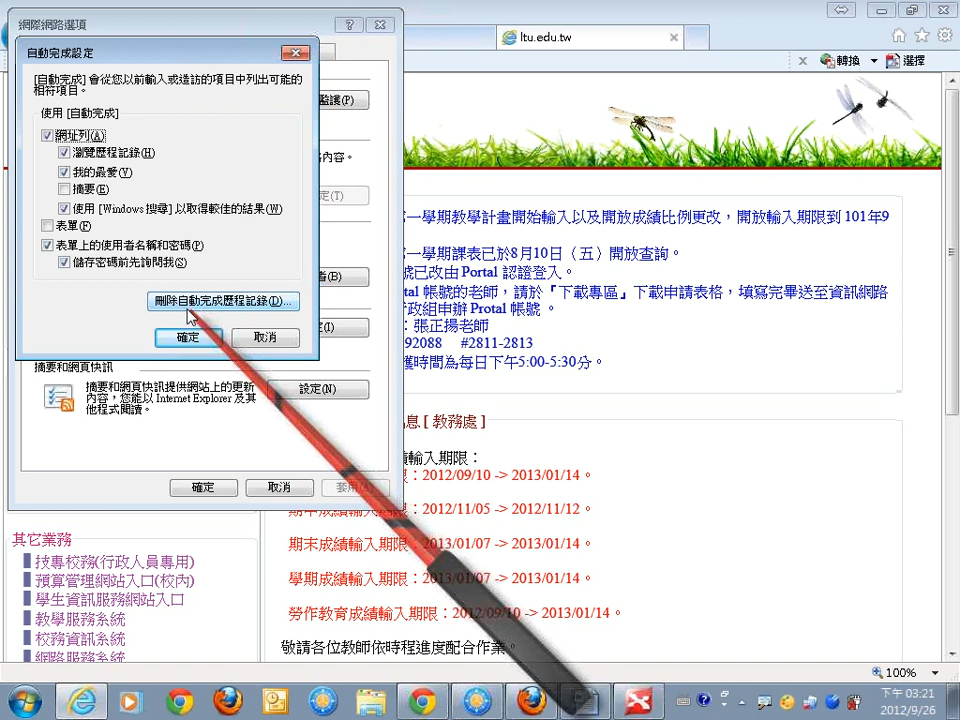 網際網路選項
自動完成設定
[自動完成] 會從您以前輸入或造訪的項目中列出可能的
相符項目。
使用 [自動完成]
網址列(A)
瀏覽歷程記錄(H)
我的最愛(V)
摘要(E)
使用 [Windows 搜尋] 以取得較佳的結果(W)
表單(F)
表單上的使用者名稱和密碼(P)
儲存密碼前先詢問我(S)
刪除自動完成歷程記錄(D)...
確定
取消
監護(P)
內容。
定(T)
者(B)
定(I)
摘要和網頁快訊
摘要和網頁快訊提供網站上的更新
內容，您能以 Internet Explorer 及其
他程式閱讀。
設定(N)
確定
取消
套用(A)
ltu.edu.tw
轉換
選擇
一學期教學計畫開始輸入以及開放成績比例更改，開放輸入期限到 101年9
一學期課表已於8月10日（五）開放查詢。
號已改由 Portal 認證登入。
tal 帳號的老師，請於『下載專區』下載申請表格，填寫完畢送至資訊網路
行政組申辦 Protal 帳號 。
：張正揚老師
92088 #2811-2813
護時間為每日下午5:00-5:30分。
息 [ 教務處 ]
輸入期限：
：2012/09/10 -> 2013/01/14。
期中成績輸入期限：2012/11/05 -> 2012/11/12。
期末成績輸入期限：2013/01/07 -> 2013/01/14。
學期成績輸入期限：2013/01/07 -> 2013/01/14。
勞作教育成績輸入期限：2012/09/10 -> 2013/01/14。
敬請各位教師依時程進度配合作業。
其它業務
技專校務(行政人員專用)
預算管理網站入口(校內)
學生資訊服務網站入口
教學服務系統
校務資訊系統
網路服務系統
100%
下午 03:21
2012/9/26